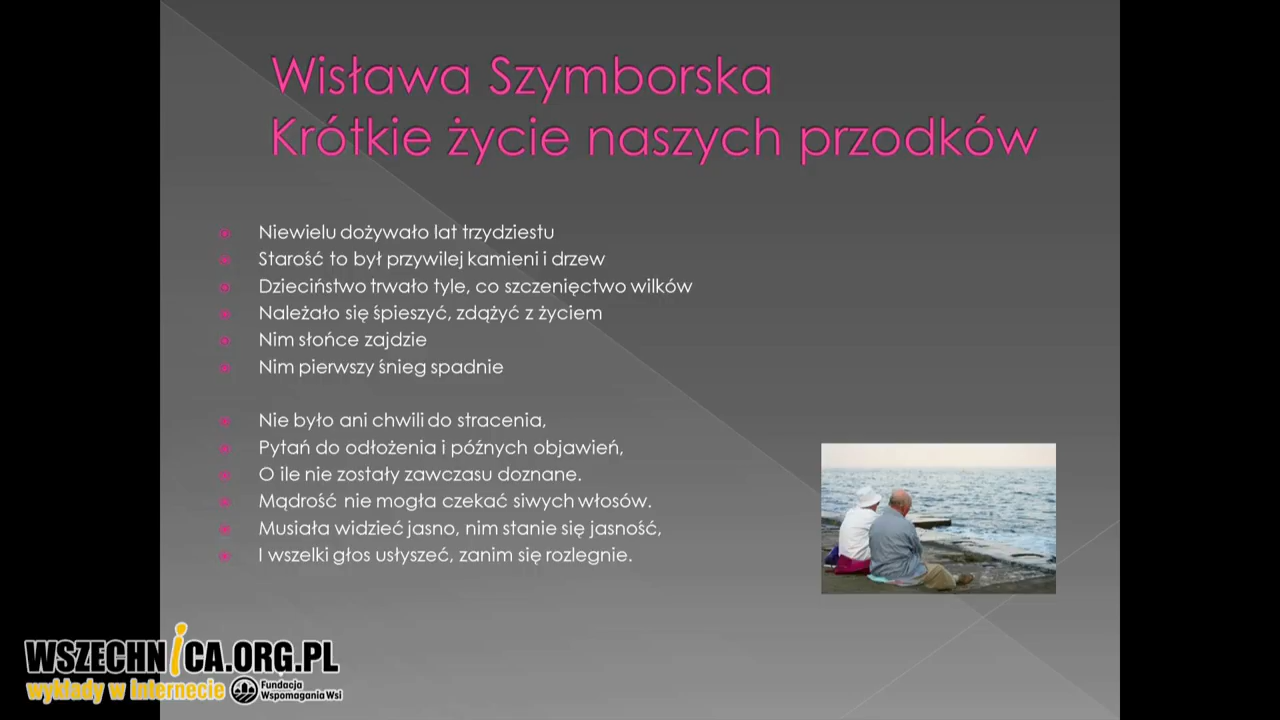 Wisława Szymborska
Krótkie życie naszych przodków
Niewielu dożywało lat trzydziestu
Starość to był przywilej kamieni i drzew
Dzieciństwo trwało tyle, co szczenięctwo wilków
Należało się śpieszyć, zdążyć z życiem
Nim słońce zajdzie
Nim pierwszy śnieg spadnie
Nie było ani chwili do stracenia,
Pytań do odłożenia i późnych objawień,
O ile nie zostały zawczasu doznane.
Mądrość nie mogła czekać siwych włosów.
Musiała widzieć jasno, nim stanie się jasność,
I wszelki głos usłyszeć, zanim się rozlegnie.
WSZECHNICA.ORG.PL
wykłady w Internecie
Fundacja
Wspomagania Wsi